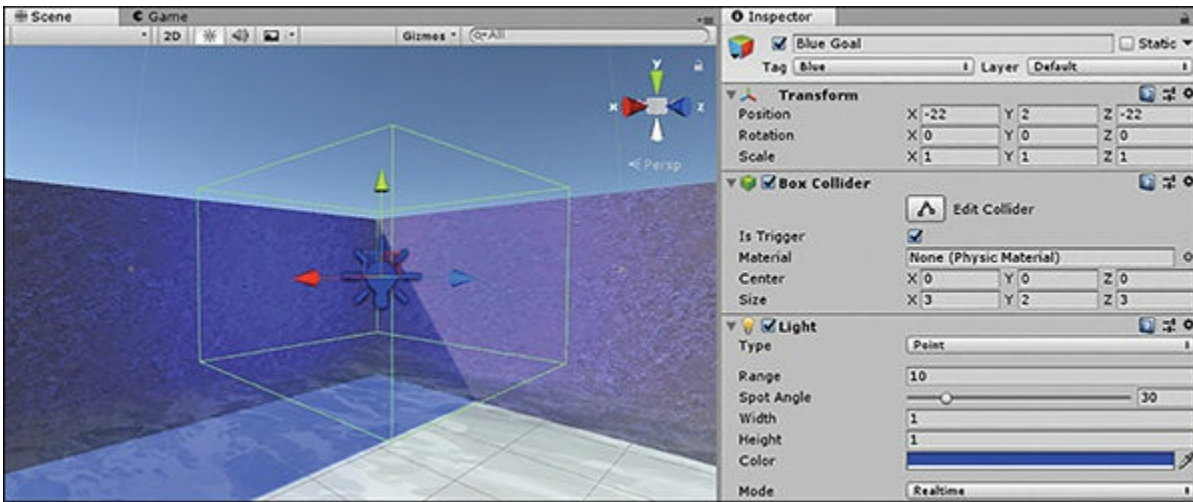 Scene
Game
2D
Gizmos
All
Y
x
z
Persp
Inspector
Blue Goal
Static
Tag Blue Layer Default
Transform
Position X -22 Y 2 Z -22
Rotation X 0 Y 0 Z 0
Scale X 1 Y 1 Z 1
Box Collider
Edit Collider
Is Trigger
Material None (Physic Material)
Center X 0 Y 0 Z 0
Size X 3 Y 2 Z 3
Light
Type Point
Range 10
Spot Angle 30
Width 1
Height 1
Color
Mode Realtime